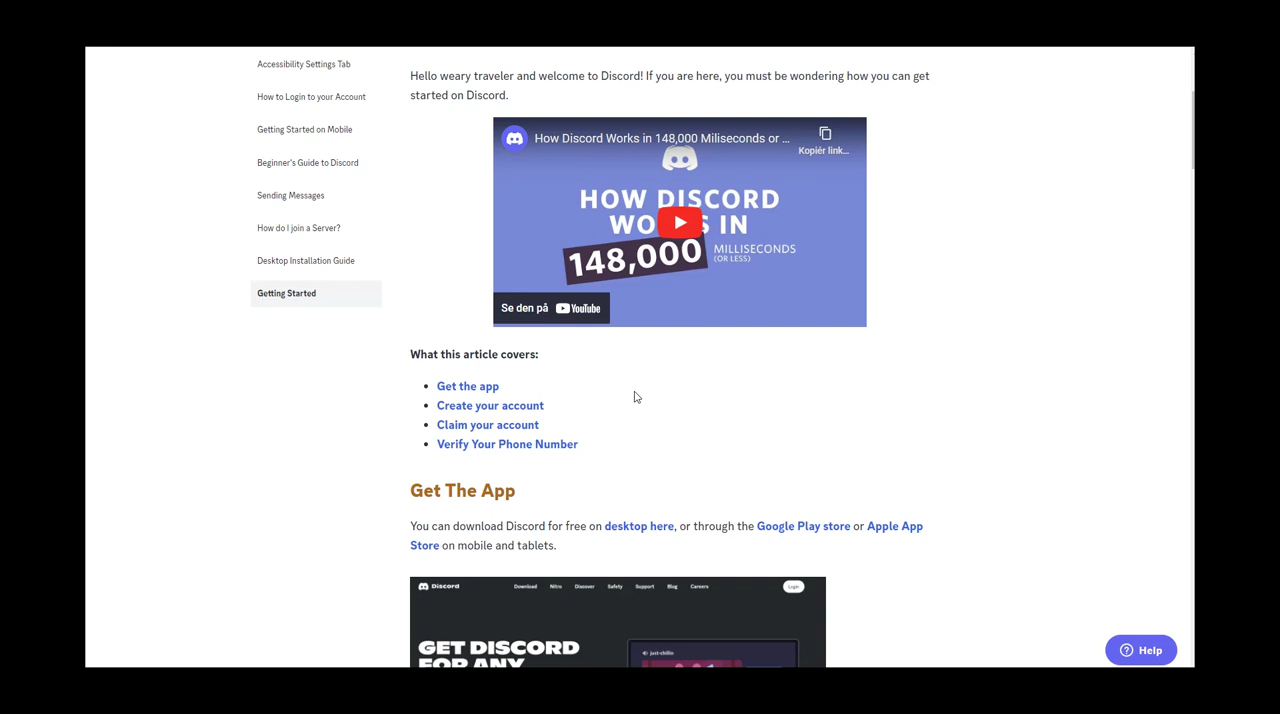 Accessibility Settings Tab
How to Login to your Account
Getting Started on Mobile
Beginner's Guide to Discord
Sending Messages
How do I join a Server?
Desktop Installation Guide
Getting Started
Hello weary traveler and welcome to Discord! If you are here, you must be wondering how you can get
started on Discord.
How Discord Works in 148,000 Miliseconds or ...
Kopiér link...
HOW DISCORD
WO S IN
148,000 MILLISECONDS
(OR LESS)
Se den på YouTube
What this article covers:
Get the app
Create your account
Claim your account
Verify Your Phone Number
Get The App
You can download Discord for free on desktop here, or through the Google Play store or Apple App
Store on mobile and tablets.
Discord Download Nitro Discover Safety Support Blog Careers Login
GET DISCORD
FOR ANY
just-chillin
Help